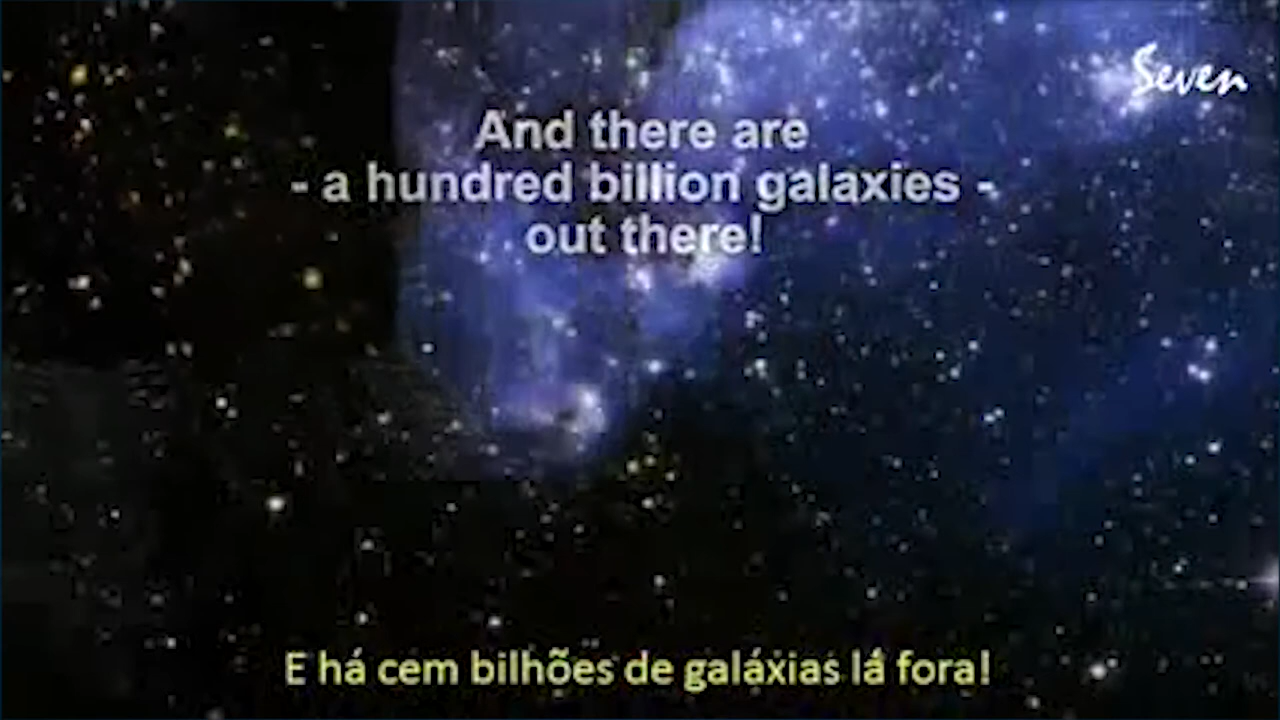 Seven
And there are
- a hundred billion galaxies -
out there!
E há cem bilhões de galáxias lá fora!